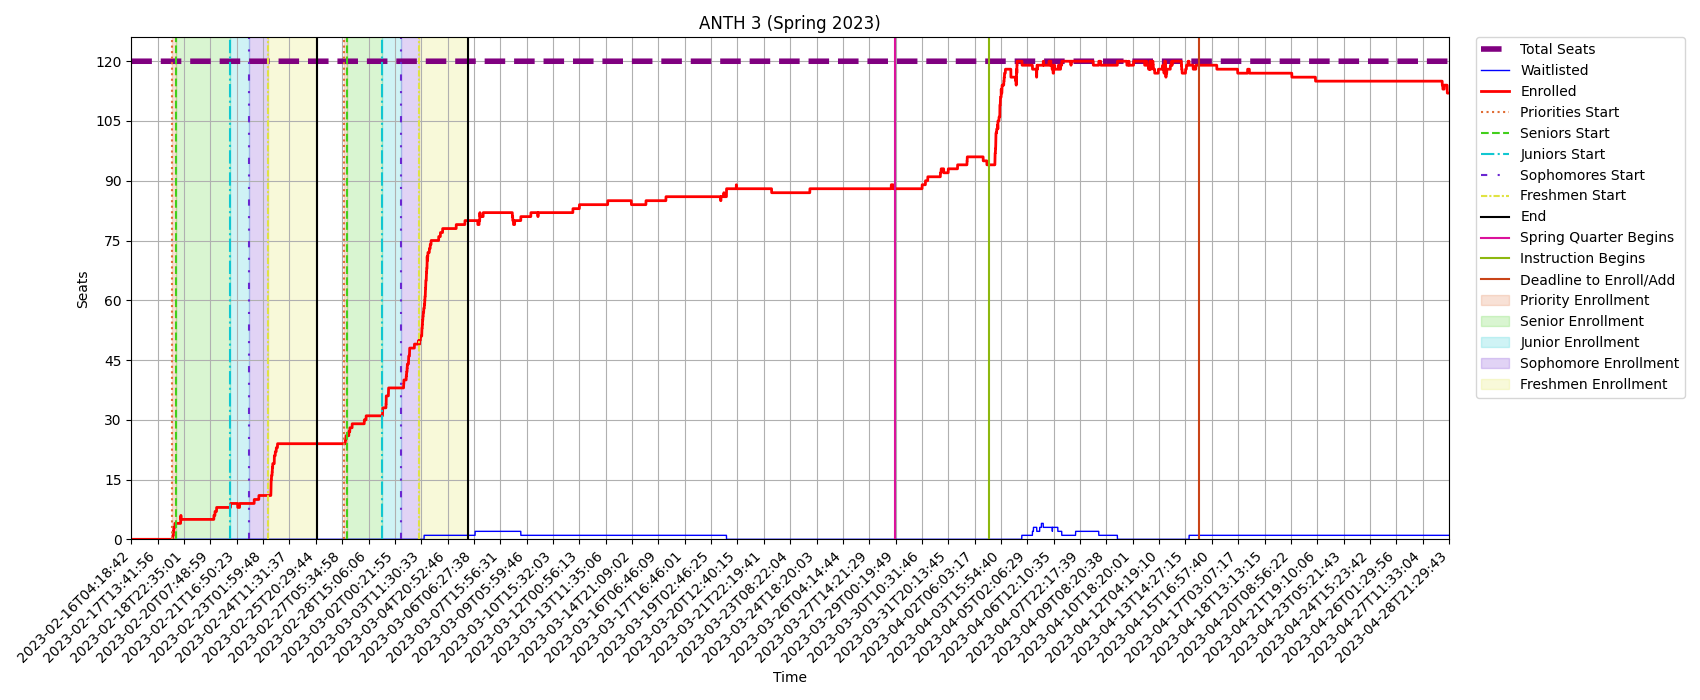 ANTH 3 (Spring 2023)
Seats
120
105
90
75
60
45
30
15
0
2023-02-16T04:18:42
2023-02-17T13:41:56
2023-02-18T22:35:01
2023-02-20T07:48:59
2023-02-21T16:50:23
2023-02-23T01:59:48
2023-02-24T11:31:37
2023-02-25T20:29:44
2023-02-27T05:34:58
2023-02-28T15:06:06
2023-03-02T00:21:55
2023-03-03T11:30:33
2023-03-04T20:52:46
2023-03-06T06:27:38
2023-03-07T15:56:31
2023-03-09T05:59:46
2023-03-10T15:32:03
2023-03-12T00:56:13
2023-03-13T11:35:06
2023-03-14T21:09:02
2023-03-16T06:46:09
2023-03-17T16:46:01
2023-03-19T02:46:25
2023-03-20T12:40:15
2023-03-21T22:19:41
2023-03-23T08:22:04
2023-03-24T18:20:03
2023-03-26T04:14:44
2023-03-27T14:21:29
2023-03-29T00:19:49
2023-03-30T10:31:46
2023-03-31T20:13:45
2023-04-02T06:03:17
2023-04-03T15:54:40
2023-04-05T02:06:29
2023-04-06T12:10:35
2023-04-07T22:17:39
2023-04-09T08:20:38
2023-04-10T18:20:01
2023-04-12T04:19:10
2023-04-13T14:27:15
2023-04-15T16:57:40
2023-04-17T03:07:17
2023-04-18T13:13:15
2023-04-20T08:56:22
2023-04-21T19:10:06
2023-04-23T05:21:43
2023-04-24T15:23:42
2023-04-26T01:29:56
2023-04-27T11:33:04
2023-04-28T21:29:43
Time
Total Seats
Waitlisted
Enrolled
Priorities Start
Seniors Start
Juniors Start
Sophomores Start
Freshmen Start
End
Spring Quarter Begins
Instruction Begins
Deadline to Enroll/Add
Priority Enrollment
Senior Enrollment
Junior Enrollment
Sophomore Enrollment
Freshmen Enrollment